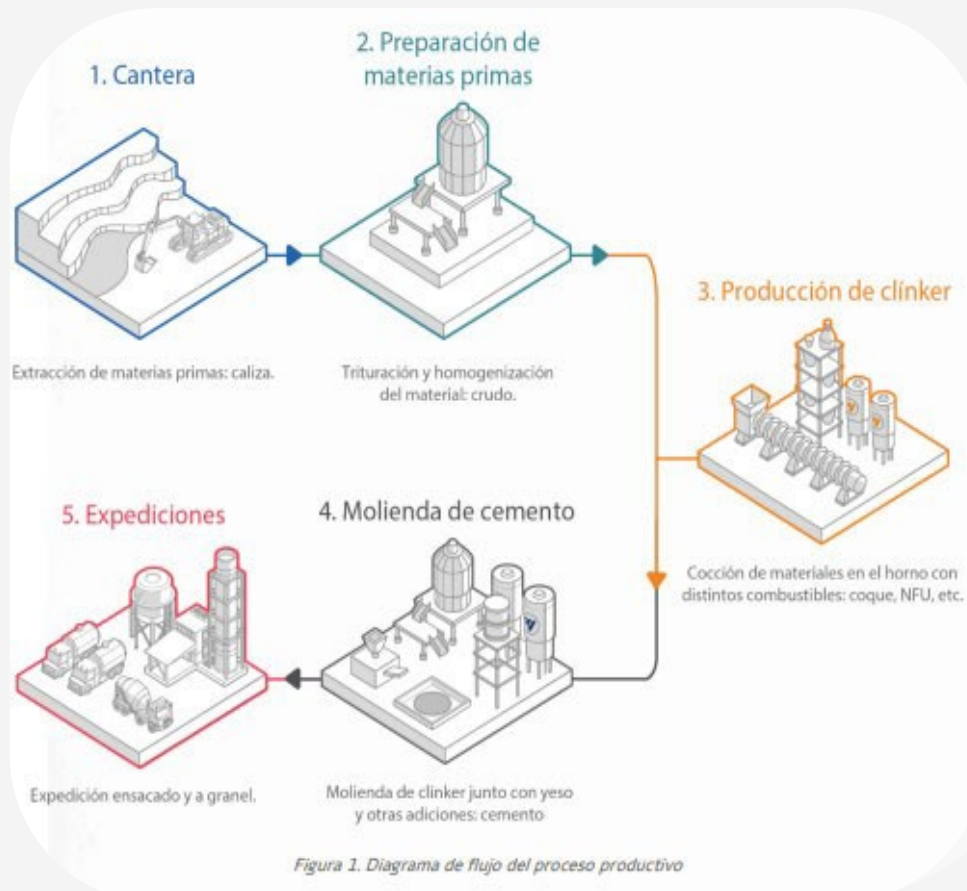 1. Cantera
Extracción de materias primas: caliza.
2. Preparación de
materias primas
Trituración y homogenización
del material: crudo.
3. Producción de clínker
Cocción de materiales en el horno con
distintos combustibles: coque, NFU, etc.
4. Molienda de cemento
Molienda de clinker junto con yeso
y otras adiciones: cemento
5. Expediciones
Expedición ensacado y a granel.
Figura 1. Diagrama de flujo del proceso productivo